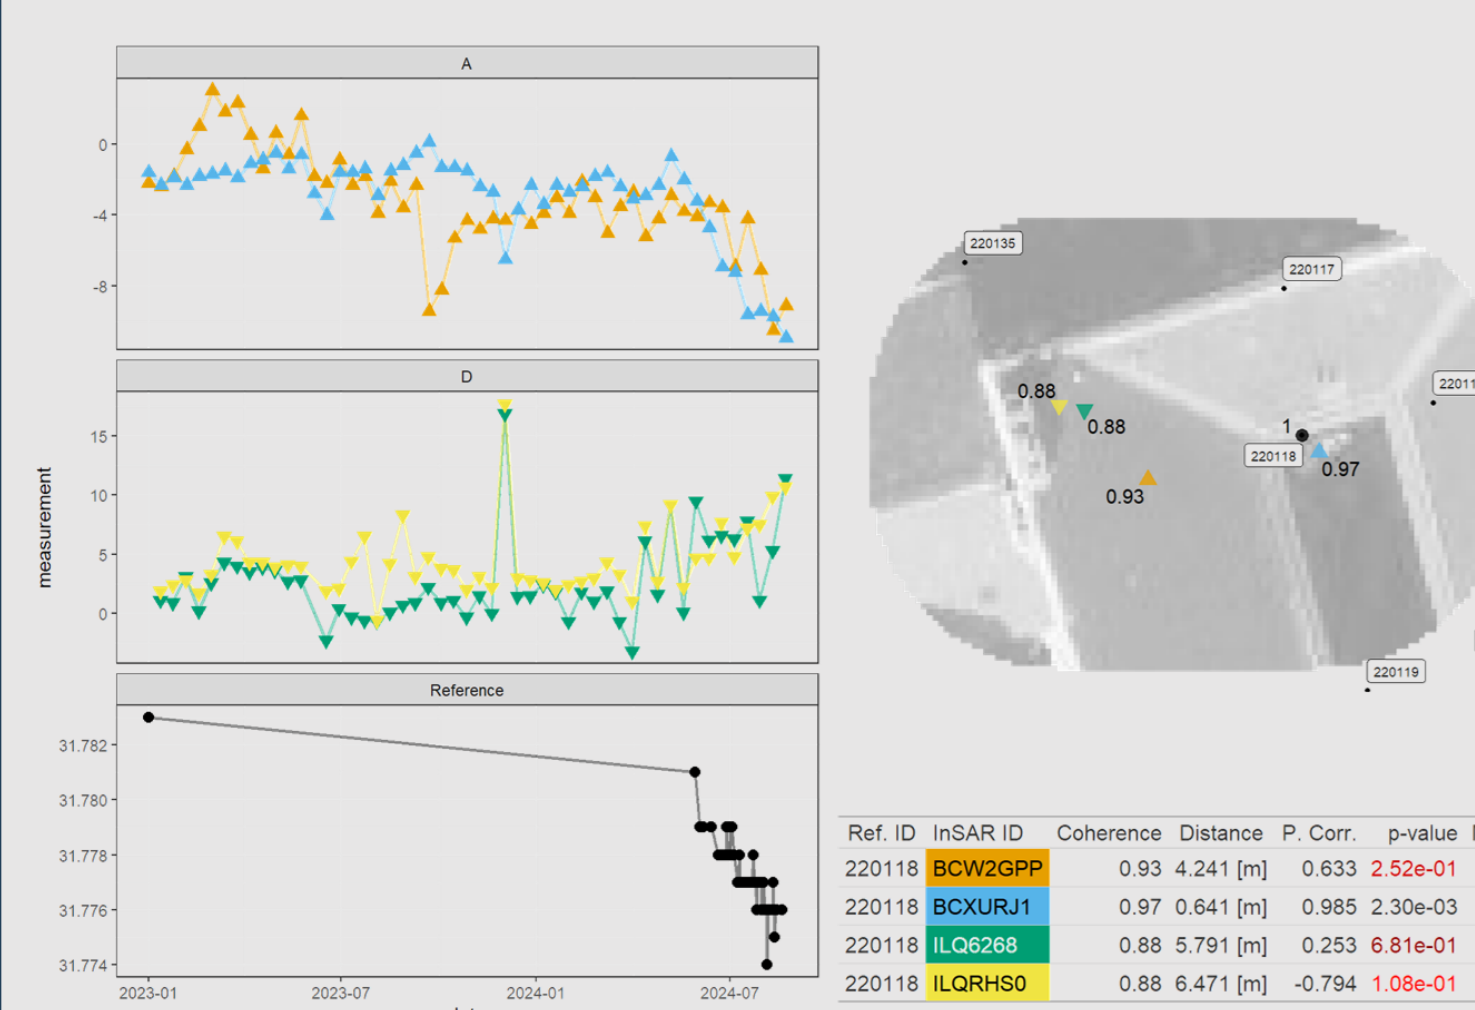 A
0
-4
-8
D
15
10
5
0
measurement
Reference
31.782
31.780
31.778
31.776
31.774
2023-01 2023-07 2024-01 2024-07
220135
220117
220118
1
0.97
0.88
0.88
0.93
220119
Ref. ID InSAR ID Coherence Distance P. Corr. p-value
220118 BCW2GPP 0.93 4.241 [m] 0.633 2.52e-01
220118 BCXURJ1 0.97 0.641 [m] 0.985 2.30e-03
220118 ILQ6268 0.88 5.791 [m] 0.253 6.81e-01
220118 ILQRHS0 0.88 6.471 [m] -0.794 1.08e-01